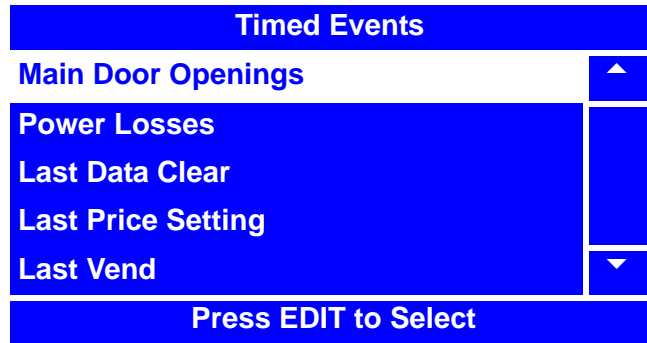 Timed Events
Main Door Openings
Power Losses
Last Data Clear
Last Price Setting
Last Vend
Press EDIT to Select